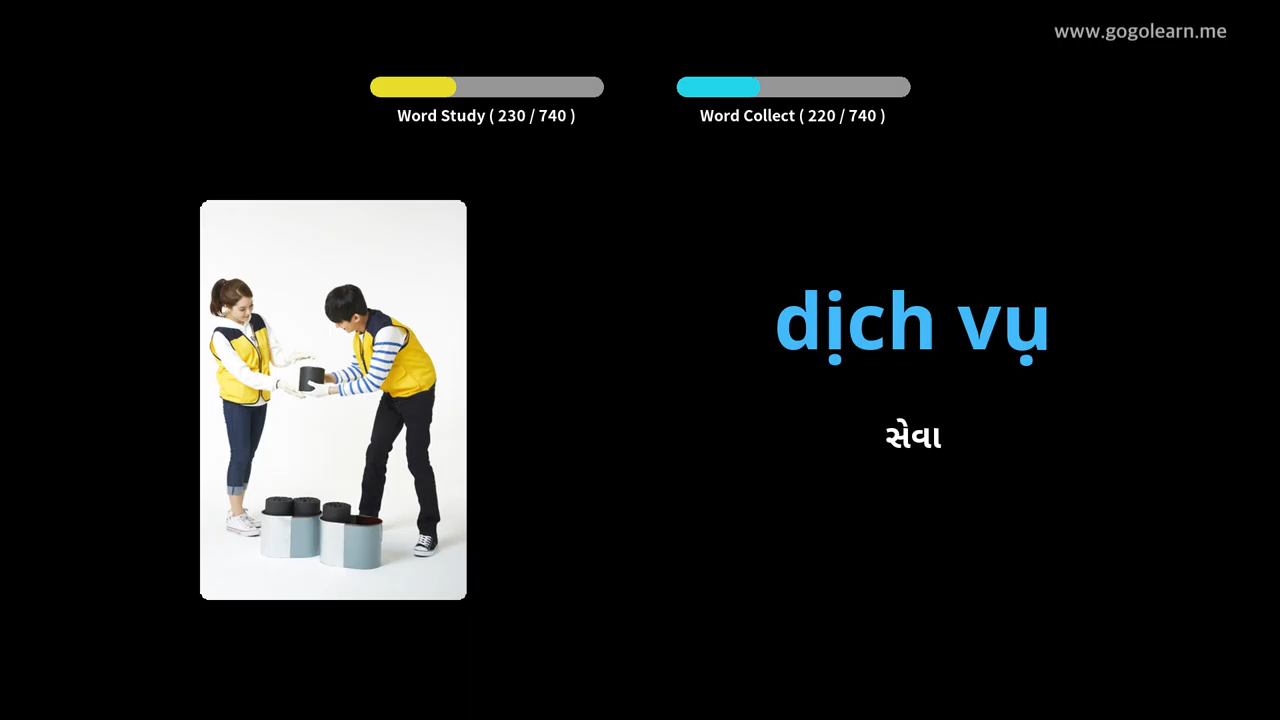 www.gogolearn.me
Word Study ( 230 / 740 )
Word Collect ( 220 / 740 )
dịch vụ
સેવા